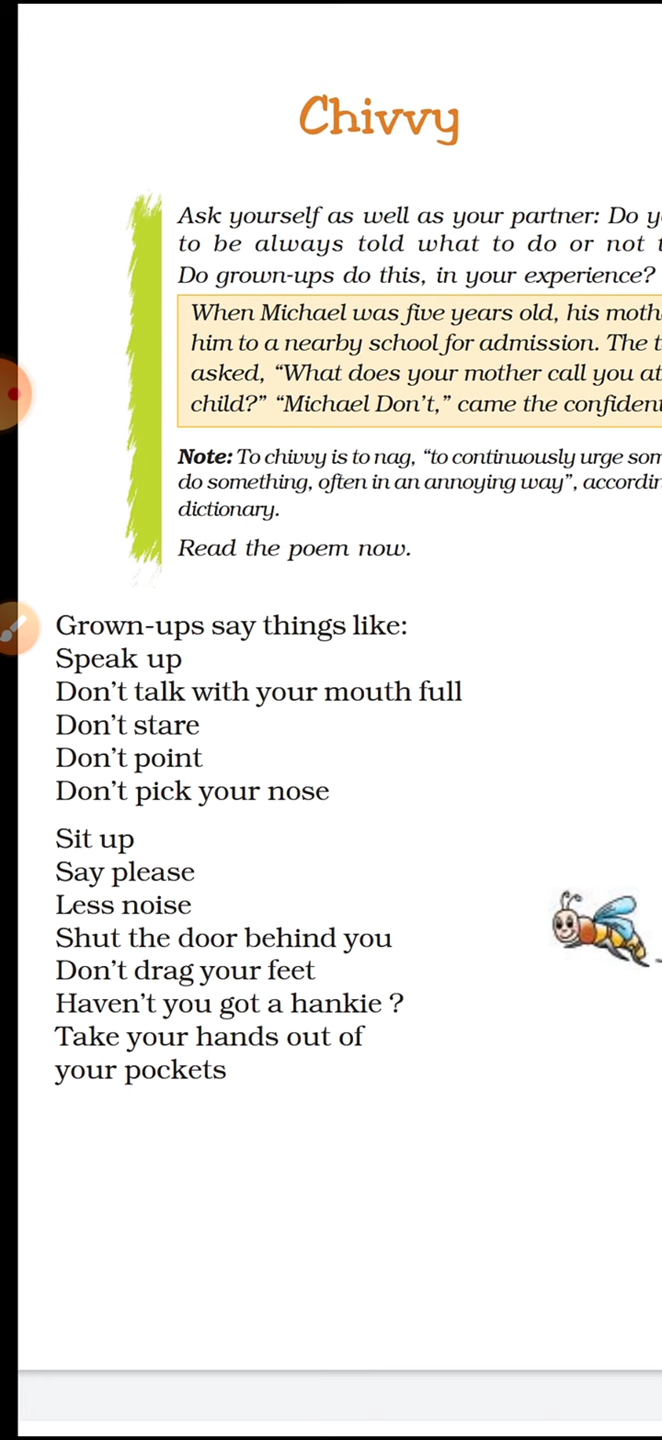 Chivvy
Ask yourself as well as your partner: Do
to be always told what to do or not
Do grown-ups do this, in your experience?
When Michael was five years old, his
him to a nearby school for admission. The
asked, “What does your mother call you at
child?” “Michael Don’t,” came the
Note: To chivvy is to nag, “to continuously urge
do something, often in an annoying way”,
dictionary.
Read the poem now.
Grown-ups say things like:
Speak up
Don’t talk with your mouth full
Don’t stare
Don’t point
Don’t pick your nose
Sit up
Say please
Less noise
Shut the door behind you
Don’t drag your feet
Haven’t you got a hankie ?
Take your hands out of
your pockets